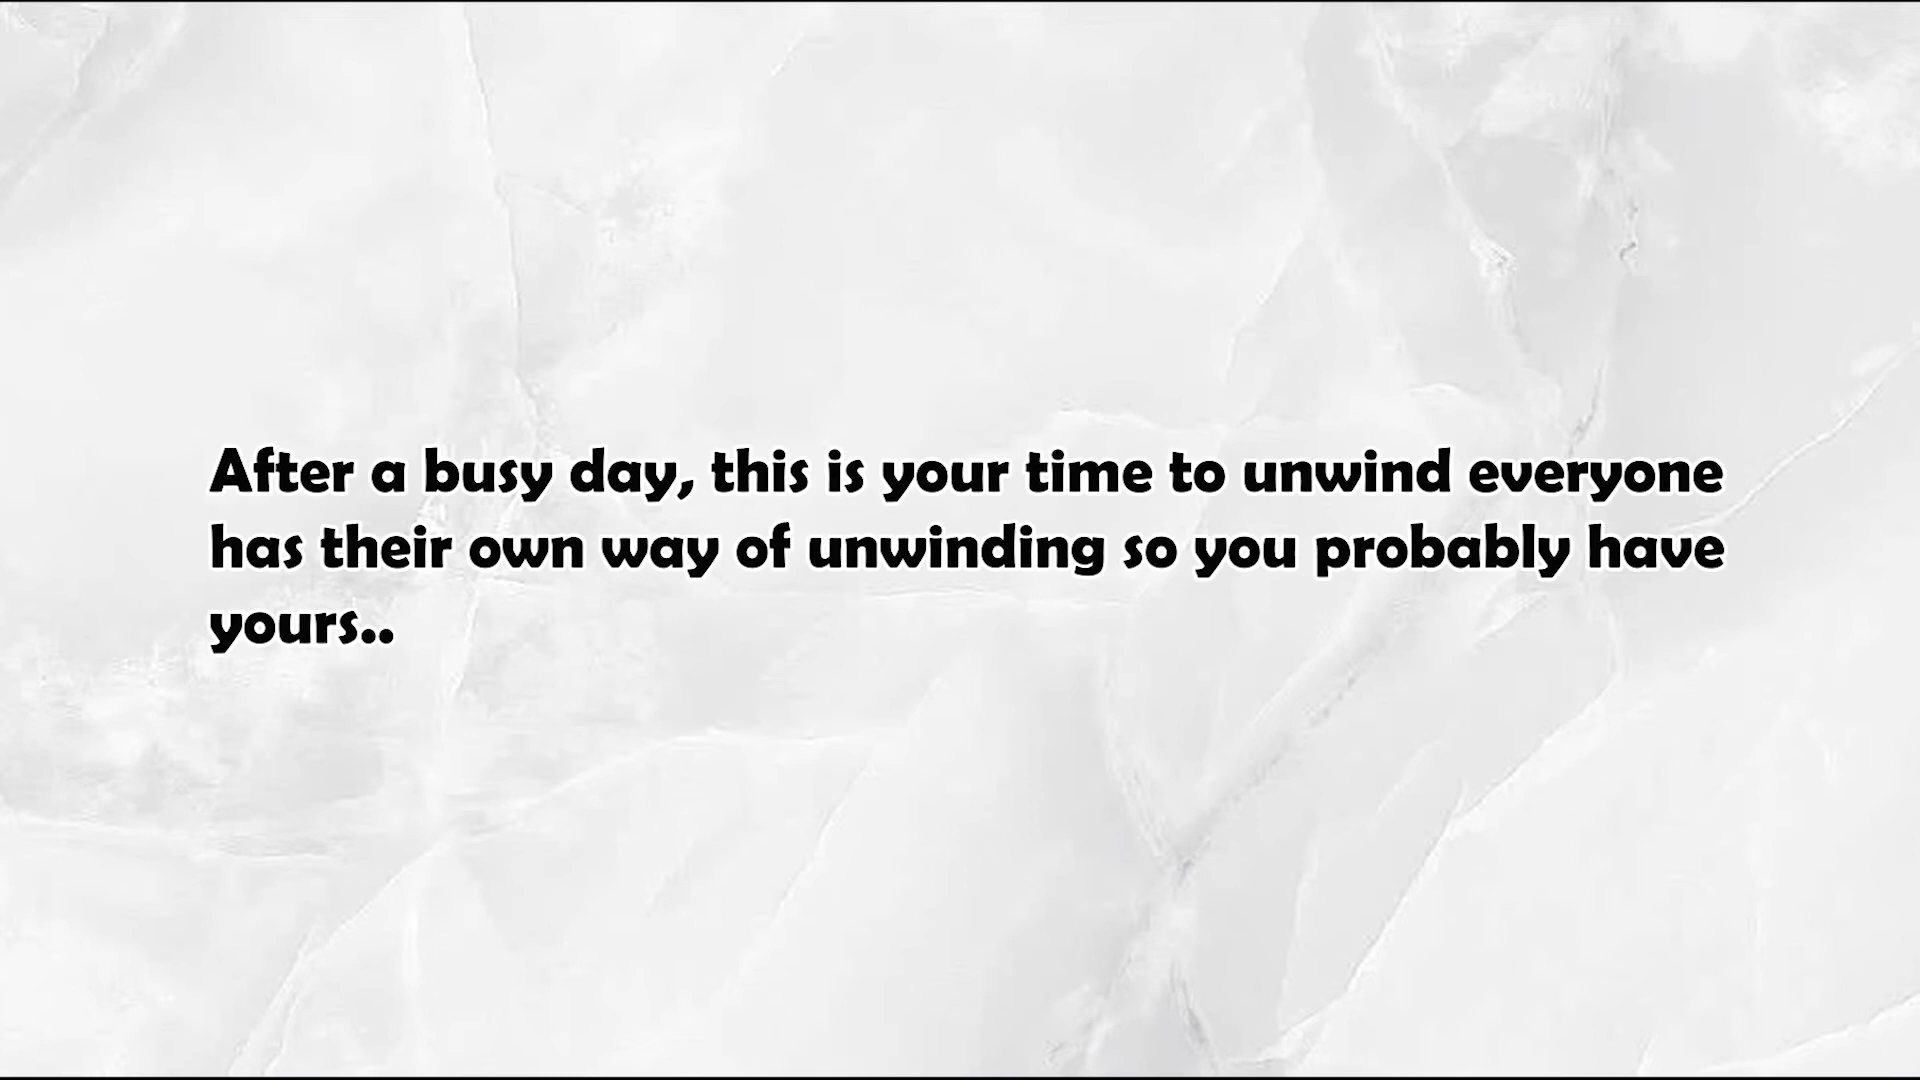 After a busy day, this is your time to unwind everyone
has their own way of unwinding so you probably have
yours..